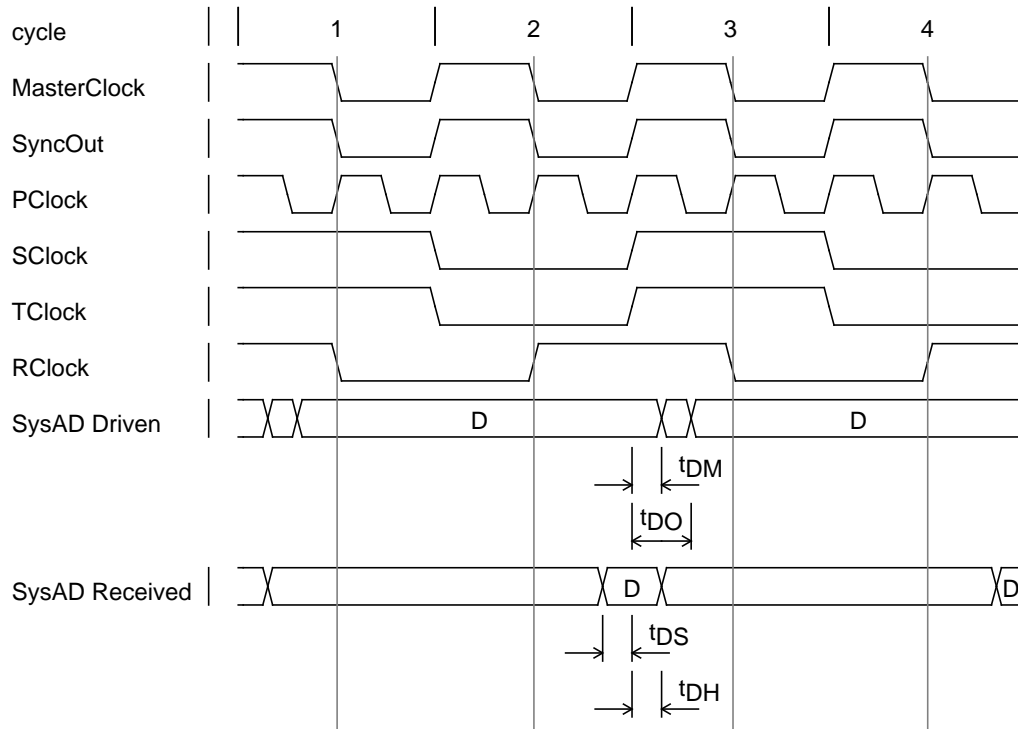 cycle 1 2 3 4
MasterClock
SyncOut
PClock
SClock
TClock
RClock
SysAD Driven D D
tDM
tDO
SysAD Received D D
tDS
tDH